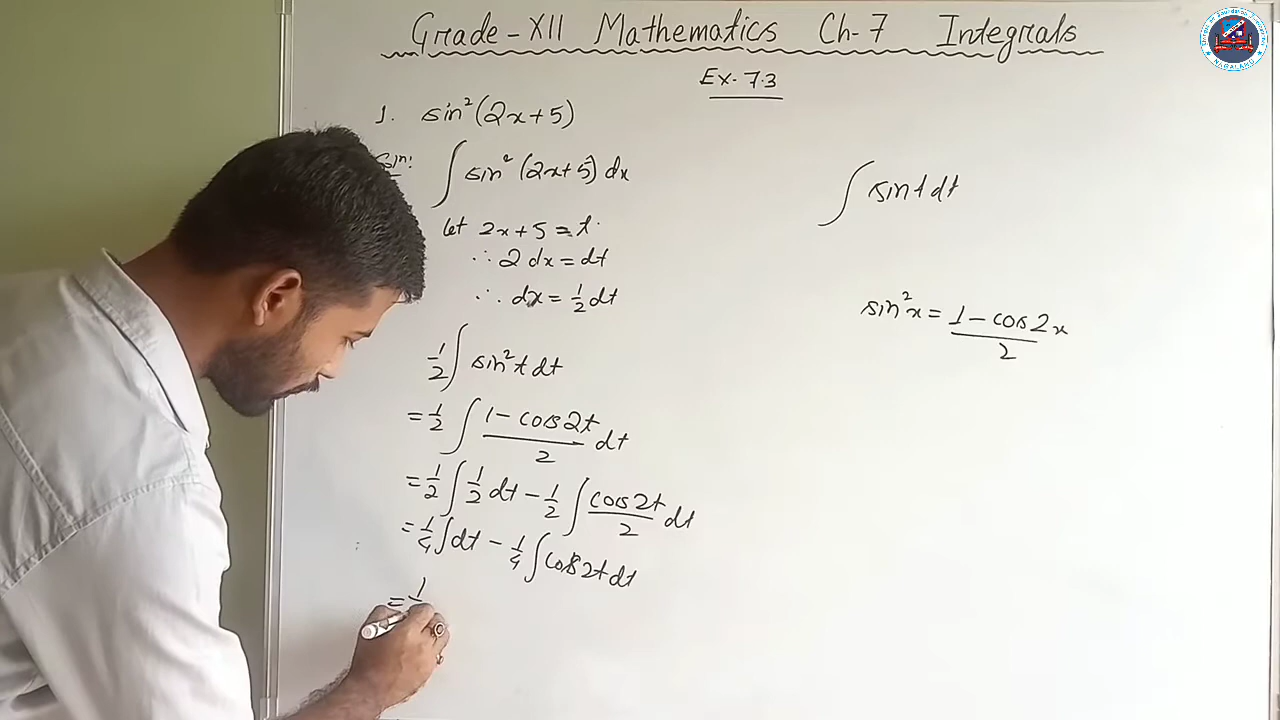 Grade-XII Mathematics Ch-7 Integrals
Ex. 7.3
1. sin²(2x+5)
Soln:
∫ sin²(2x+5) dx
let 2x+5 = t.
∴ 2 dx = dt
∴ dx = 1/2 dt
1/2 ∫ sin²t dt
= 1/2 ∫ (1 - cos2t)/2 dt
= 1/2 ∫ 1/2 dt - 1/2 ∫ cos2t/2 dt
= 1/4 ∫ dt - 1/4 ∫ cos2t dt
= 1
∫ sin t dt
sin²x = (1 - cos2x)/2
NAGALAND